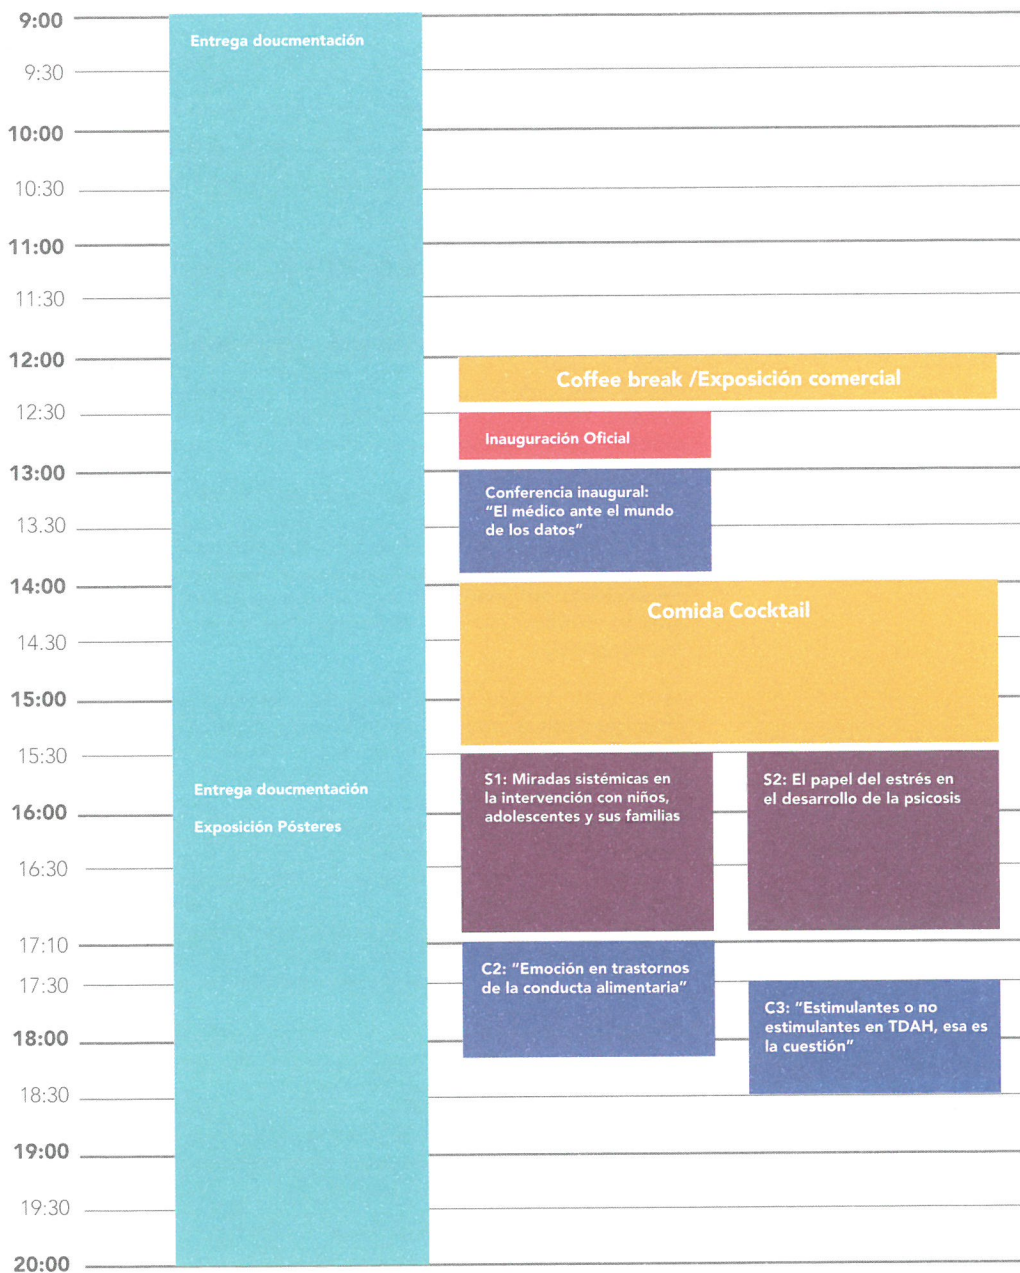 9:00
Entrega doucmentación
9:30
10:00
10:30
11:00
11:30
12:00
Coffee break /Exposición comercial
12:30
Inauguración Oficial
13:00
Conferencia inaugural:
"El médico ante el mundo
de los datos"
13.30
14:00
Comida Cocktail
14.30
15:00
15:30
S1: Miradas sistémicas en
la intervención con niños,
adolescentes y sus familias
S2: El papel del estrés en
el desarrollo de la psicosis
Entrega doucmentación
16:00
Exposición Pósteres
16:30
17:10
C2: "Emoción en trastornos
de la conducta alimentaria"
17:30
C3: "Estimulantes o no
estimulantes en TDAH, esa es
la cuestión"
18:00
18:30
19:00
19:30
20:00